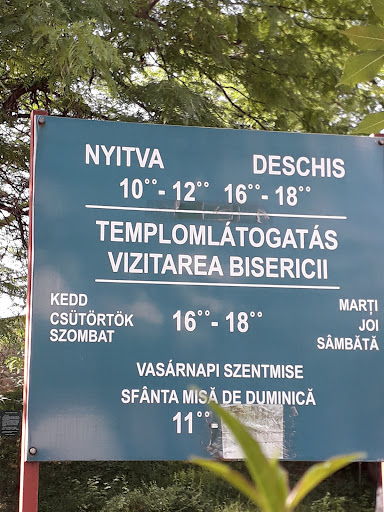 NYITVA DESCHIS
10°°- 12°° 16°°- 18°°
TEMPLOMLÁTOGATÁS
VIZITAREA BISERICII
KEDD MARȚI
CSÜTÖRTÖK 16°°- 18°° JOI
SZOMBAT SÂMBĂTĂ
VASÁRNAPI SZENTMISE
SFÂNTA MISĂ DE DUMINICĂ
11°°-